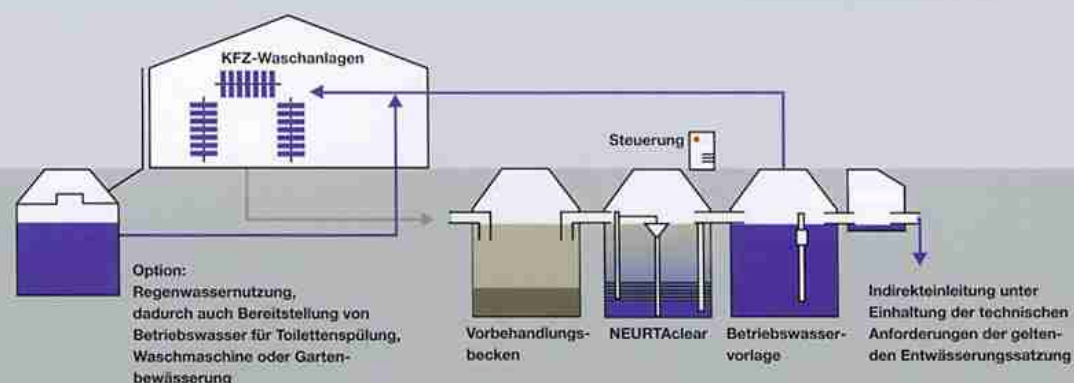 KFZ-Waschanlagen
Steuerung
Option:
Regenwassernutzung,
dadurch auch Bereitstellung von
Betriebswasser für Toilettenspülung,
Waschmaschine oder Garten-
bewässerung
Vorbehandlungs-
becken
NEURTAclear
Betriebswasser-
vorlage
Indirekteinleitung unter
Einhaltung der technischen
Anforderungen der gelten-
den Entwässerungssatzung